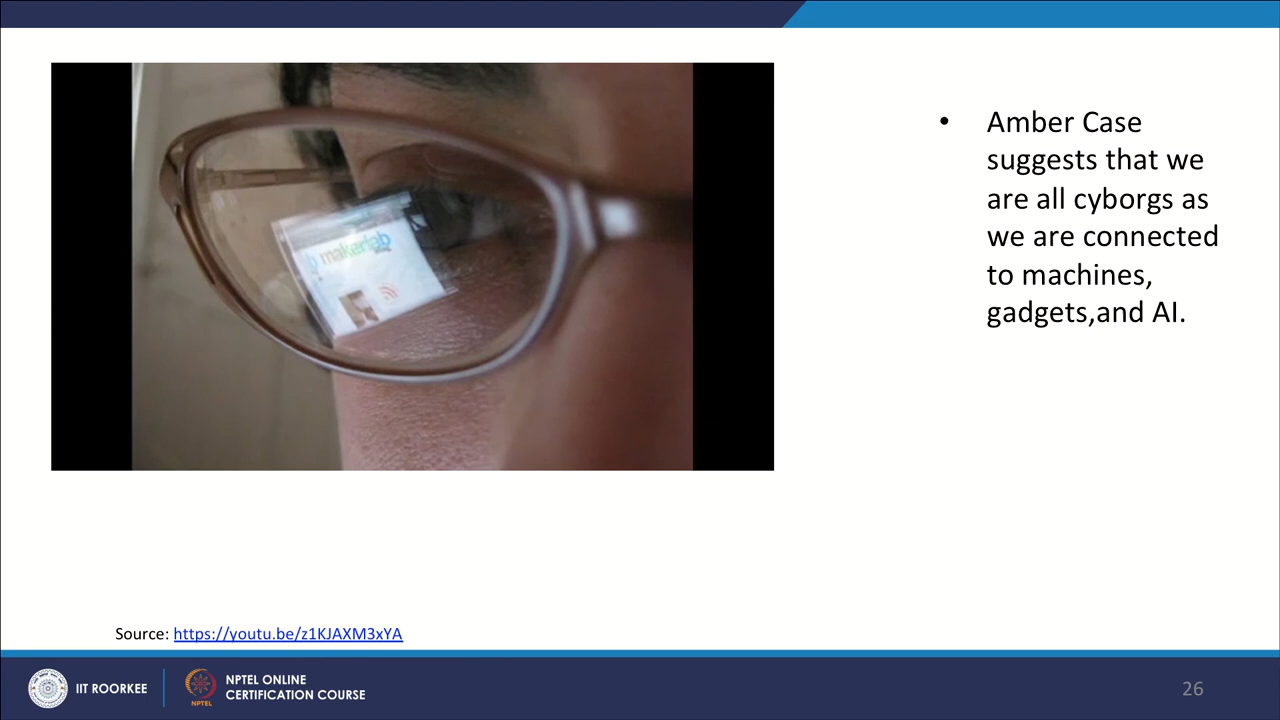 makerlab
• Amber Case
suggests that we
are all cyborgs as
we are connected
to machines,
gadgets,and AI.
Source: https://youtu.be/z1KJAXM3xYA
IIT ROORKEE
NPTEL
NPTEL ONLINE
CERTIFICATION COURSE
26